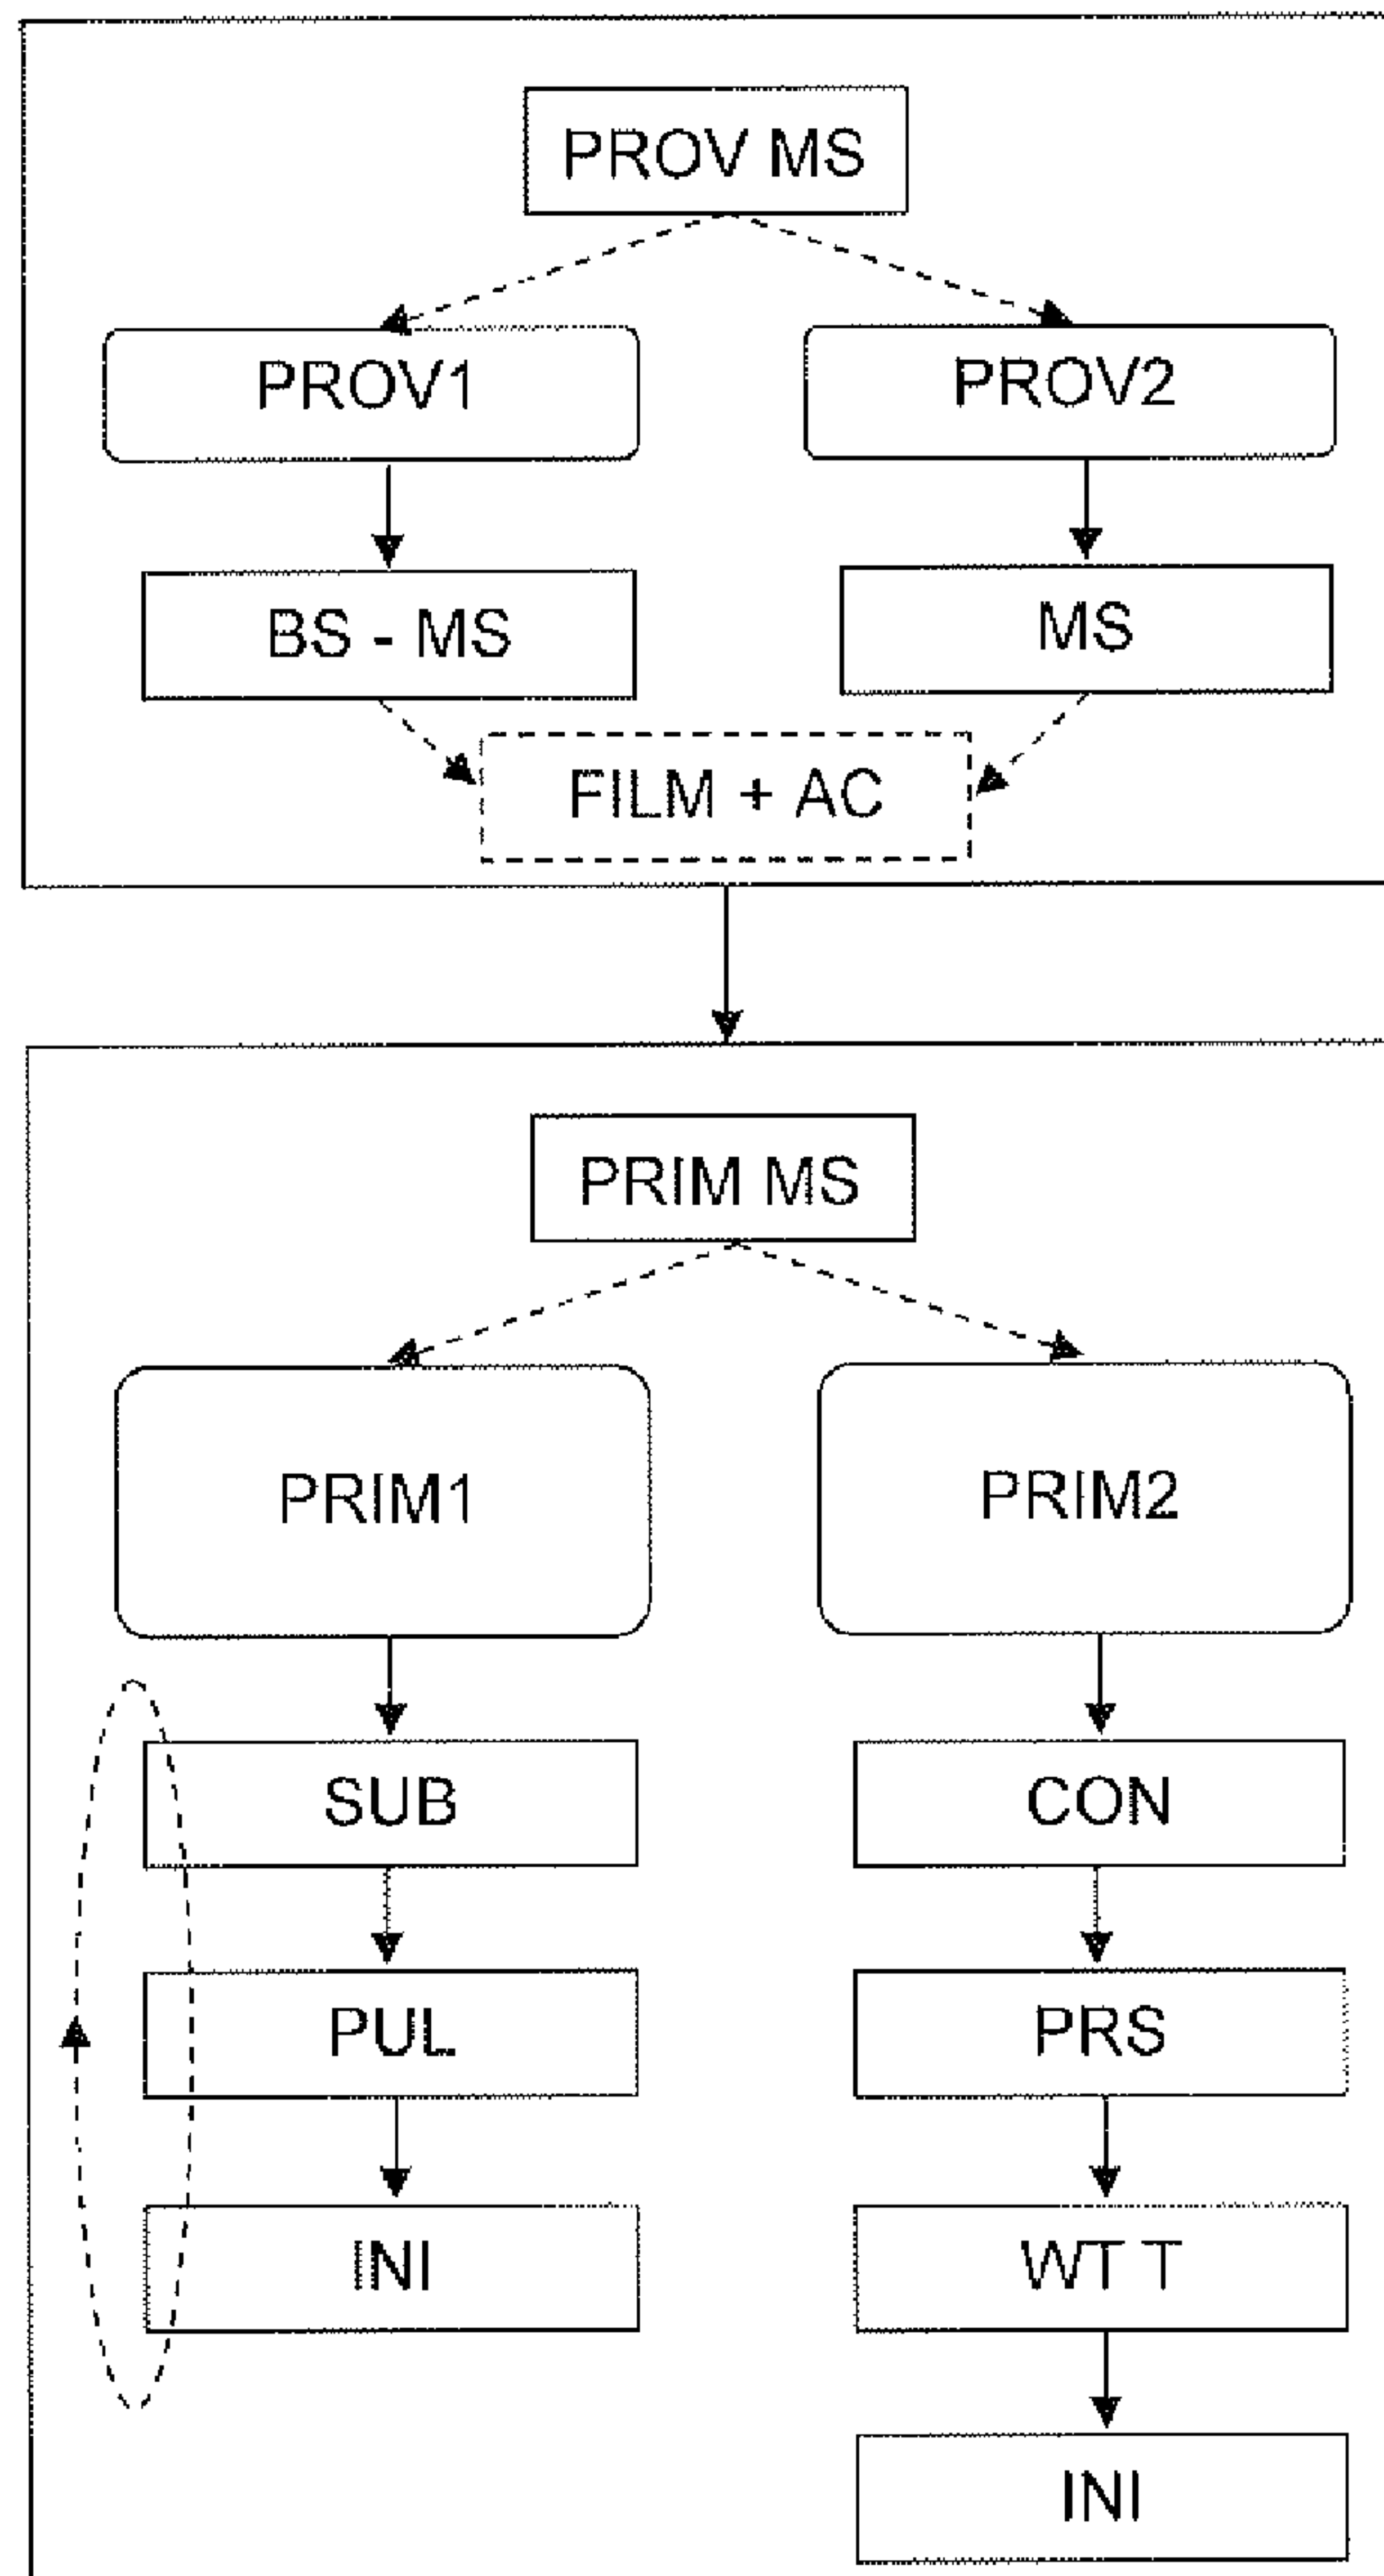 PROV MS
PROV1
PROV2
BS - MS
MS
FILM + AC
PRIM MS
PRIM1
PRIM2
SUB
CON
PUL
PRS
INI
WT T
INI